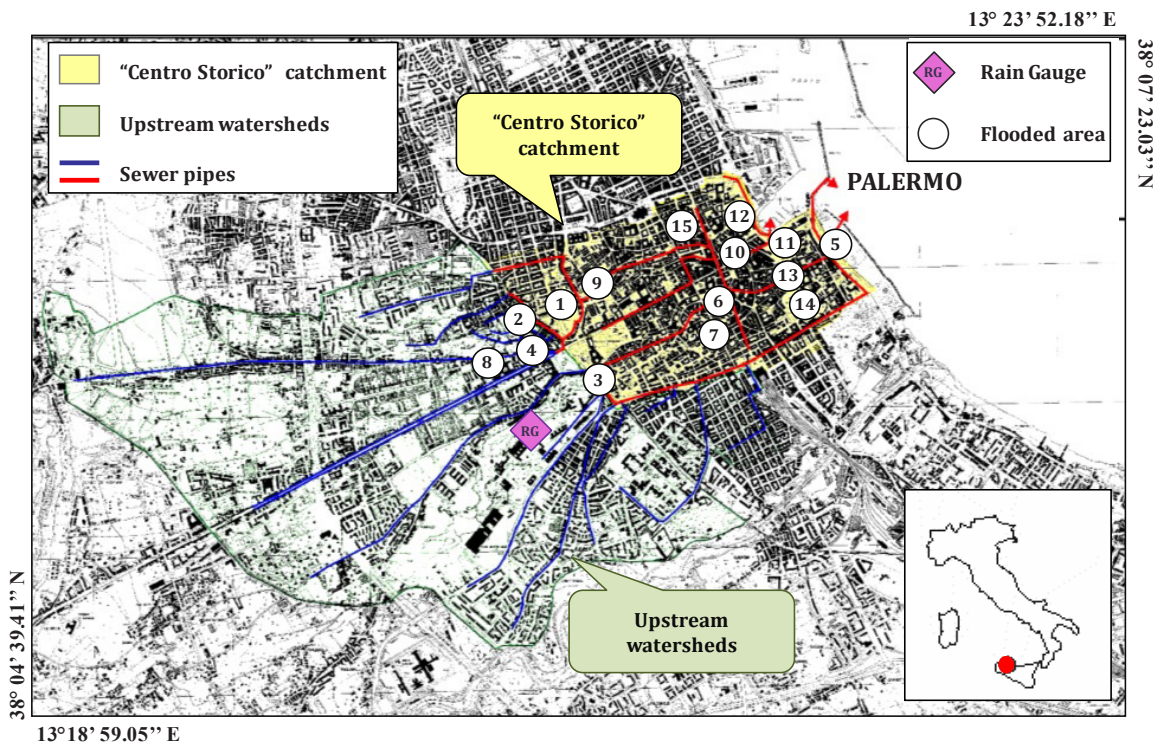 13° 23’ 52.18’’ E
38° 07’ 23.03’’ N
“Centro Storico” catchment
Upstream watersheds
Sewer pipes
RG
Rain Gauge
Flooded area
“Centro Storico”
catchment
PALERMO
12
15
11
5
10
13
9
6
14
1
2
7
4
8
3
RG
Upstream
watersheds
38° 04’ 39.41’’ N
13°18’ 59.05’’ E